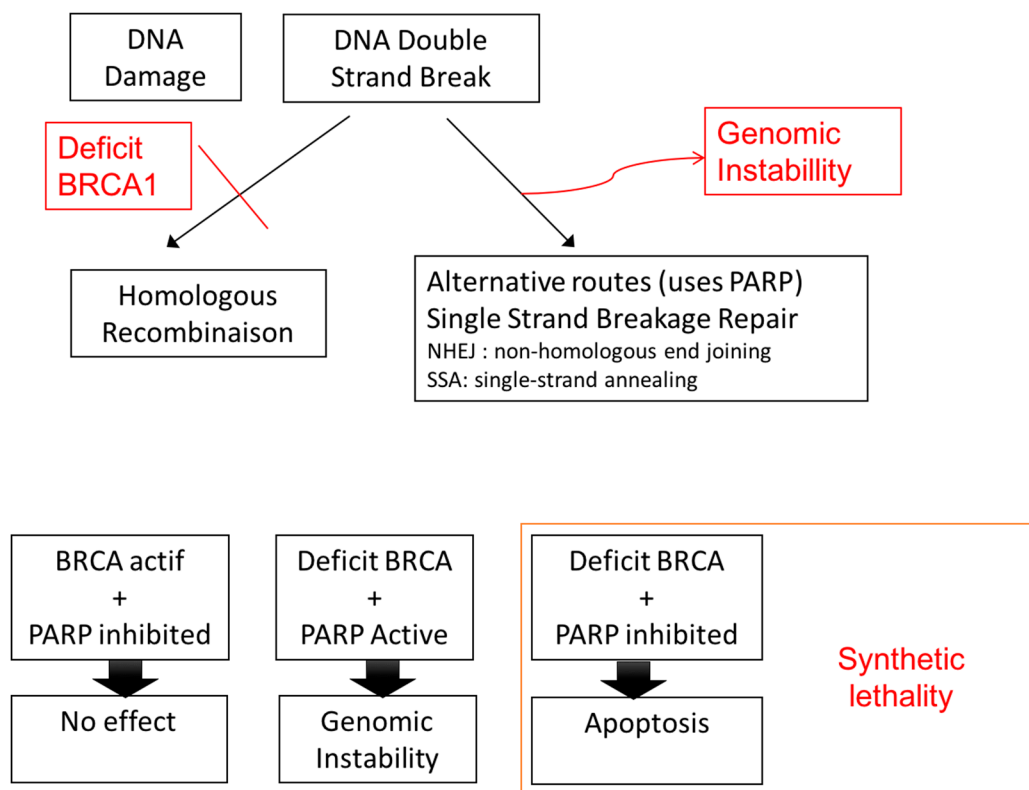 DNA
Damage
DNA Double
Strand Break
Deficit
BRCA1
Genomic
Instabillity
Homologous
Recombinaison
Alternative routes (uses PARP)
Single Strand Breakage Repair
NHEJ : non-homologous end joining
SSA: single-strand annealing
BRCA actif
+
PARP inhibited
No effect
Deficit BRCA
+
PARP Active
Genomic
Instability
Deficit BRCA
+
PARP inhibited
Apoptosis
Synthetic
lethality